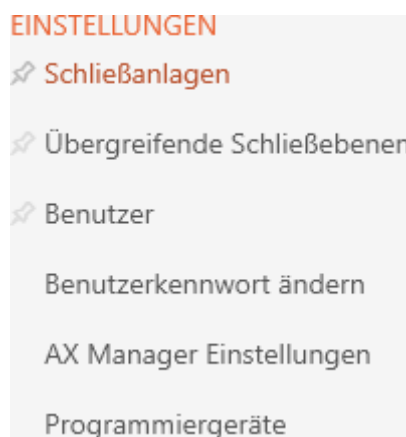 EINSTELLUNGEN
Schließanlagen
Übergreifende Schließebenen
Benutzer
Benutzerkennwort ändern
AX Manager Einstellungen
Programmiergeräte